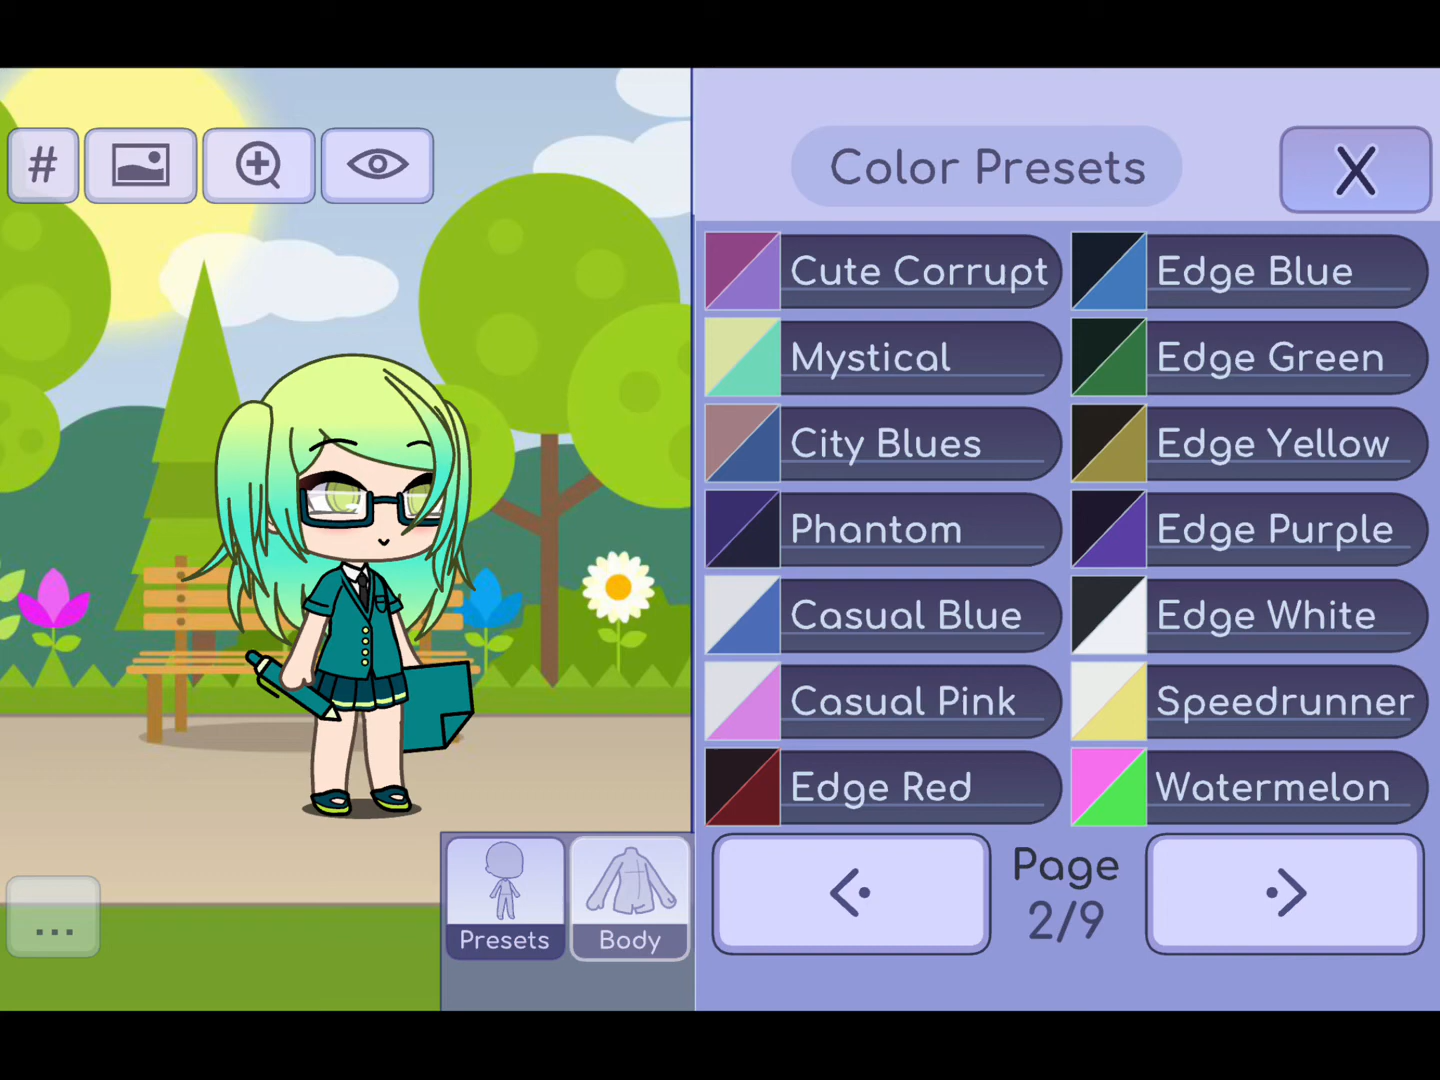 #
Color Presets
X
Cute Corrupt
Edge Blue
Mystical
Edge Green
City Blues
Edge Yellow
Phantom
Edge Purple
Casual Blue
Edge White
Casual Pink
Speedrunner
Edge Red
Watermelon
Page
2/9
...
Presets
Body